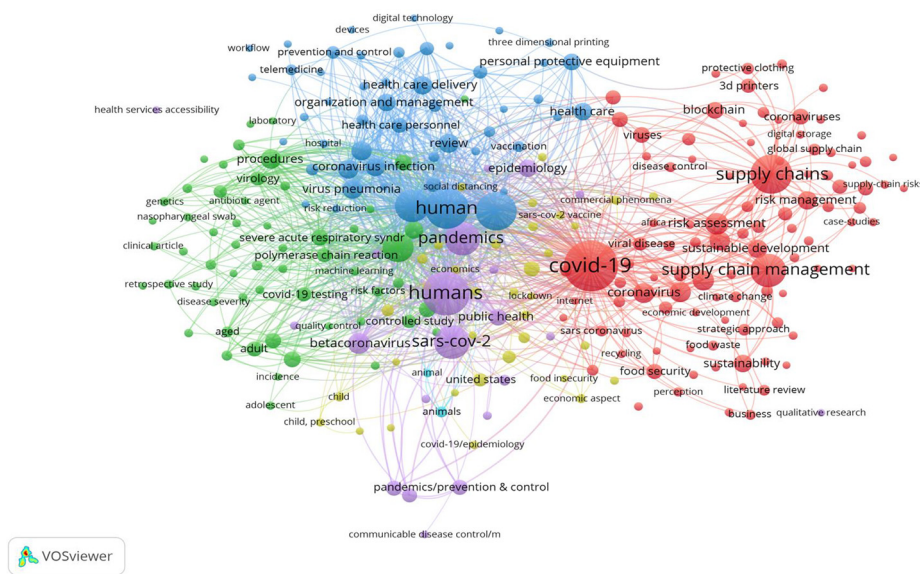 digital technology
devices
workflow
prevention and control
three dimensional printing
telemedicine
personal protective equipment
protective clothing
3d printers
health care delivery
organization and management
health services accessibility
health care
blockchain
coronaviruses
laboratory
health care personnel
viruses
digital storage
hospital
review
vaccination
global supply chain
procedures
coronavirus infection
epidemiology
disease control
supply chains
virology
virus pneumonia
social distancing
supply-chain risk
genetics
antibiotic agent
commercial phenomena
risk management
nasopharyngeal swab
risk reduction
human
sars-cov-2 vaccine
africa
risk assessment
case-studies
severe acute respiratory syndr
pandemics
viral disease
sustainable development
clinical article
polymerase chain reaction
machine learning
economics
covid-19
supply chain management
retrospective study
disease severity
covid-19 testing
risk factors
humans
lockdown
internet
coronavirus
climate change
economic development
aged
quality control
controlled study
public health
sars coronavirus
strategic approach
adult
betacoronavirus
sars-cov-2
recycling
food waste
incidence
animal
united states
food insecurity
food security
sustainability
adolescent
child
animals
economic aspect
perception
literature review
child, preschool
business
qualitative research
covid-19/epidemiology
pandemics/prevention & control
communicable disease control/m
VOSviewer